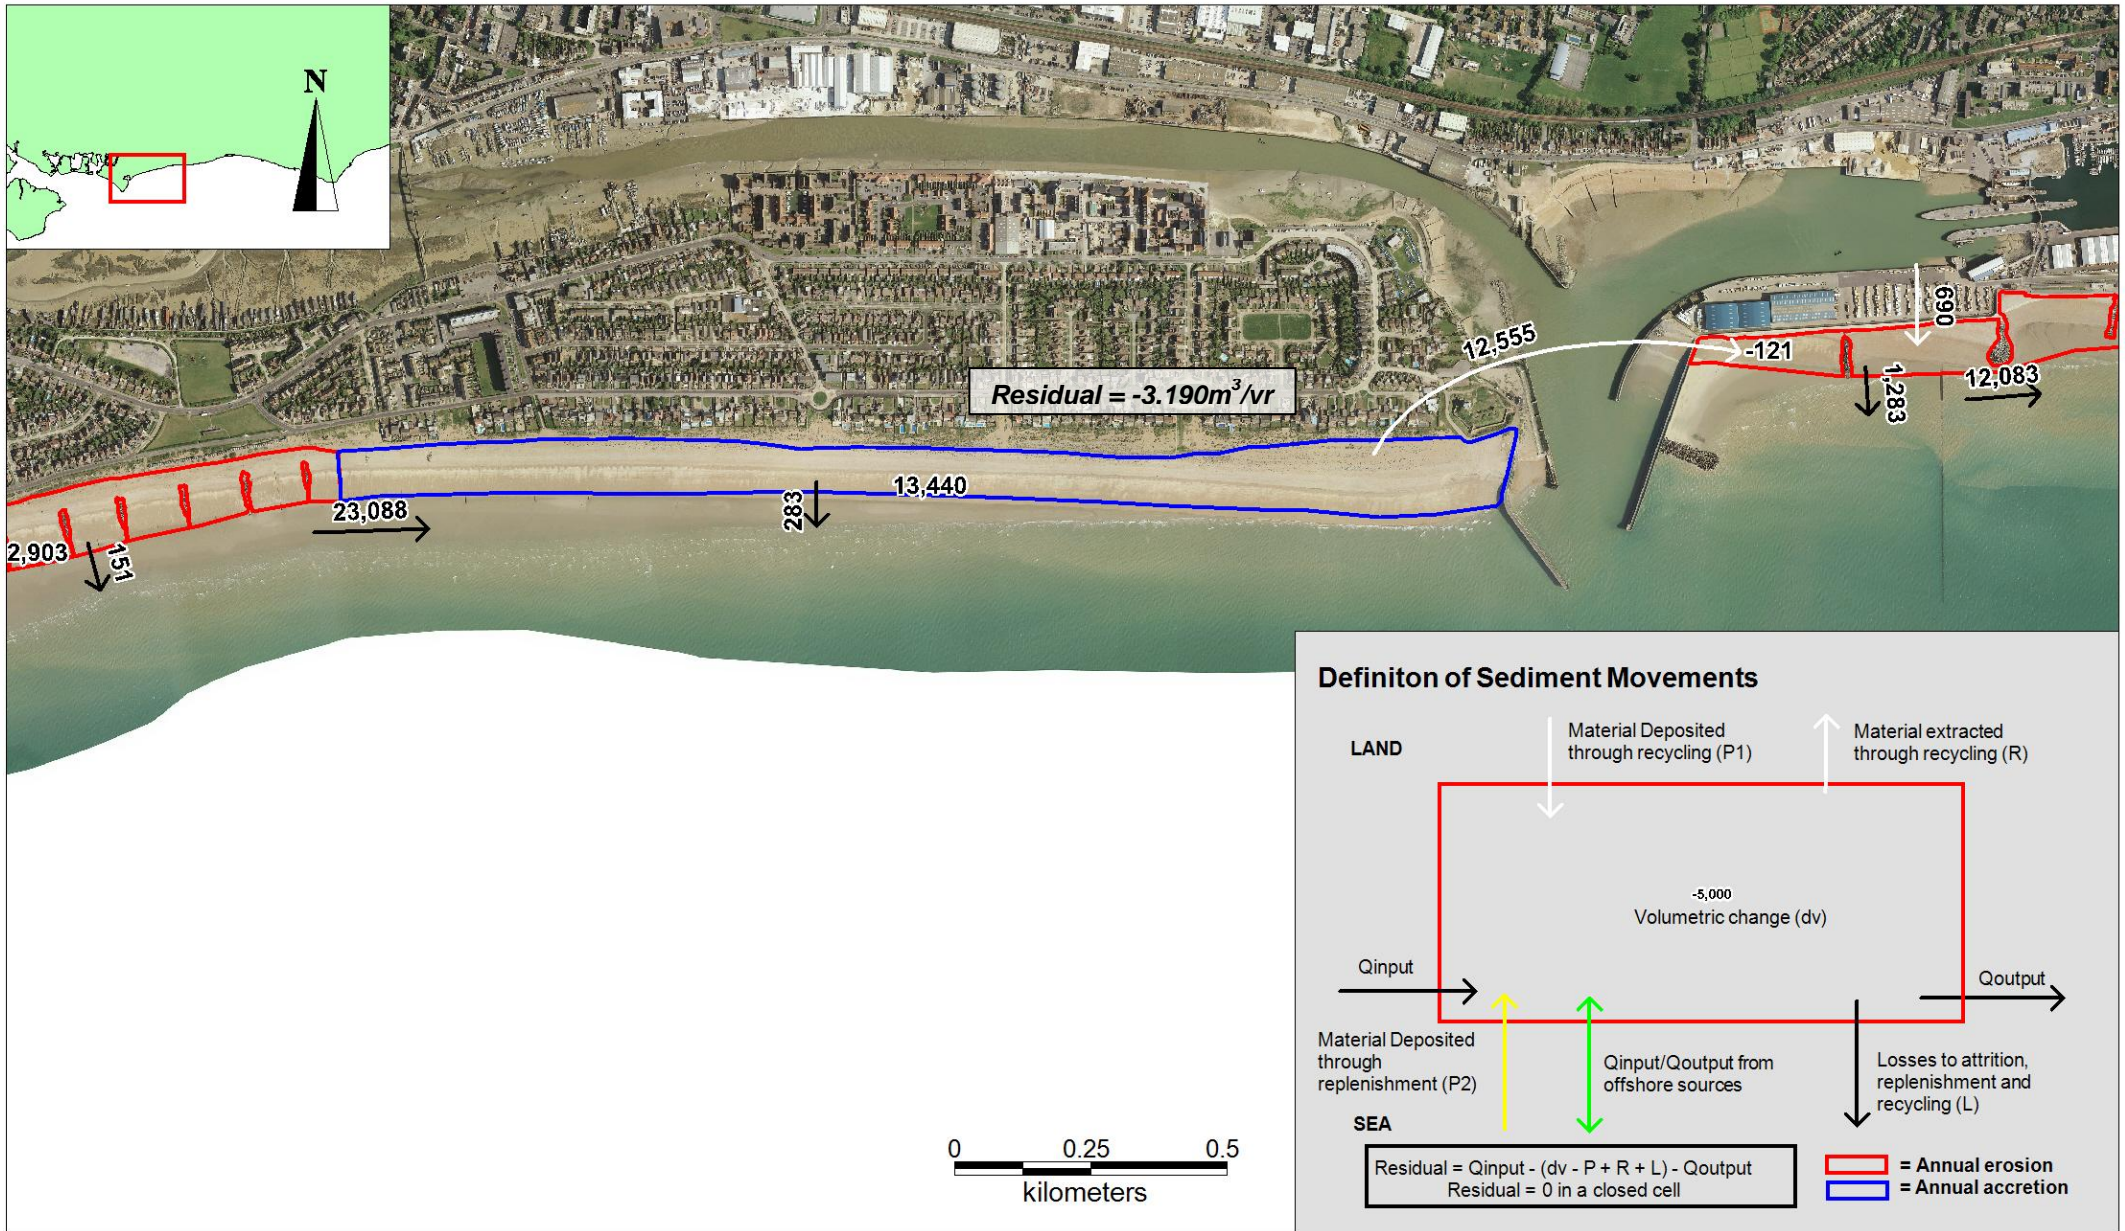 N
12,555
-121
690
1,283
12,083
Residual = -3.190m³/vr
23,088
283
13,440
2,903
151
Definiton of Sediment Movements
LAND
Material Deposited
through recycling (P1)
Material extracted
through recycling (R)
-5,000
Volumetric change (dv)
Qinput
Qoutput
Material Deposited
through
replenishment (P2)
Qinput/Qoutput from
offshore sources
Losses to attrition,
replenishment and
recycling (L)
SEA
Residual = Qinput - (dv - P + R + L) - Qoutput
Residual = 0 in a closed cell
= Annual erosion
= Annual accretion
0 0.25 0.5
kilometers